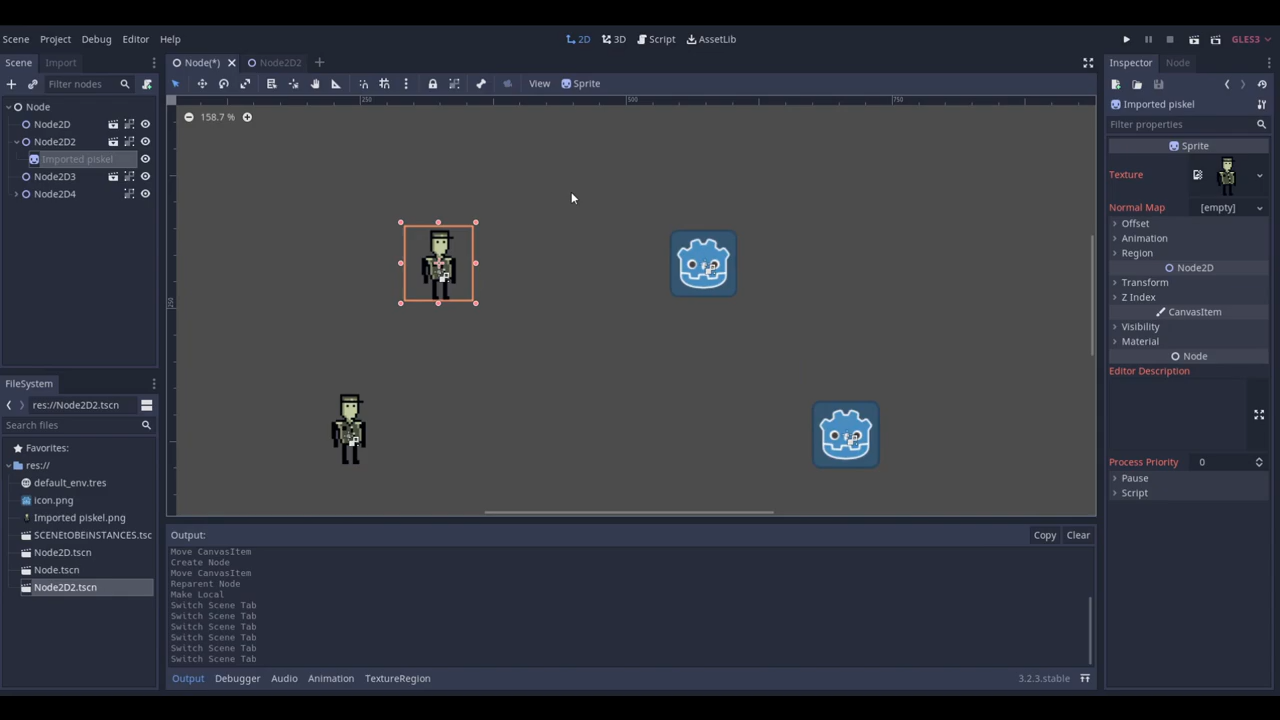 Scene Project Debug Editor Help
2D 3D Script AssetLib
GLES3
Scene Import
Node(*) Node2D2
Inspector Node
Filter nodes
View Sprite
Imported piskel
Filter properties
Node
Node2D
Node2D2
Imported piskel
Node2D3
Node2D4
250 500 750
158.7 %
250
Sprite
Texture
Normal Map [empty]
Offset
Animation
Region
Node2D
Transform
Z Index
CanvasItem
Visibility
Material
Node
Editor Description
Process Priority 0
Pause
Script
FileSystem
res://Node2D2.tscn
Search files
Favorites:
res://
default_env.tres
icon.png
Imported piskel.png
SCENEtOBEINSTANCES.tsc
Node2D.tscn
Node.tscn
Node2D2.tscn
Output:
Copy Clear
Move CanvasItem
Create Node
Move CanvasItem
Reparent Node
Make Local
Switch Scene Tab
Switch Scene Tab
Switch Scene Tab
Switch Scene Tab
Switch Scene Tab
Switch Scene Tab
Output Debugger Audio Animation TextureRegion
3.2.3.stable